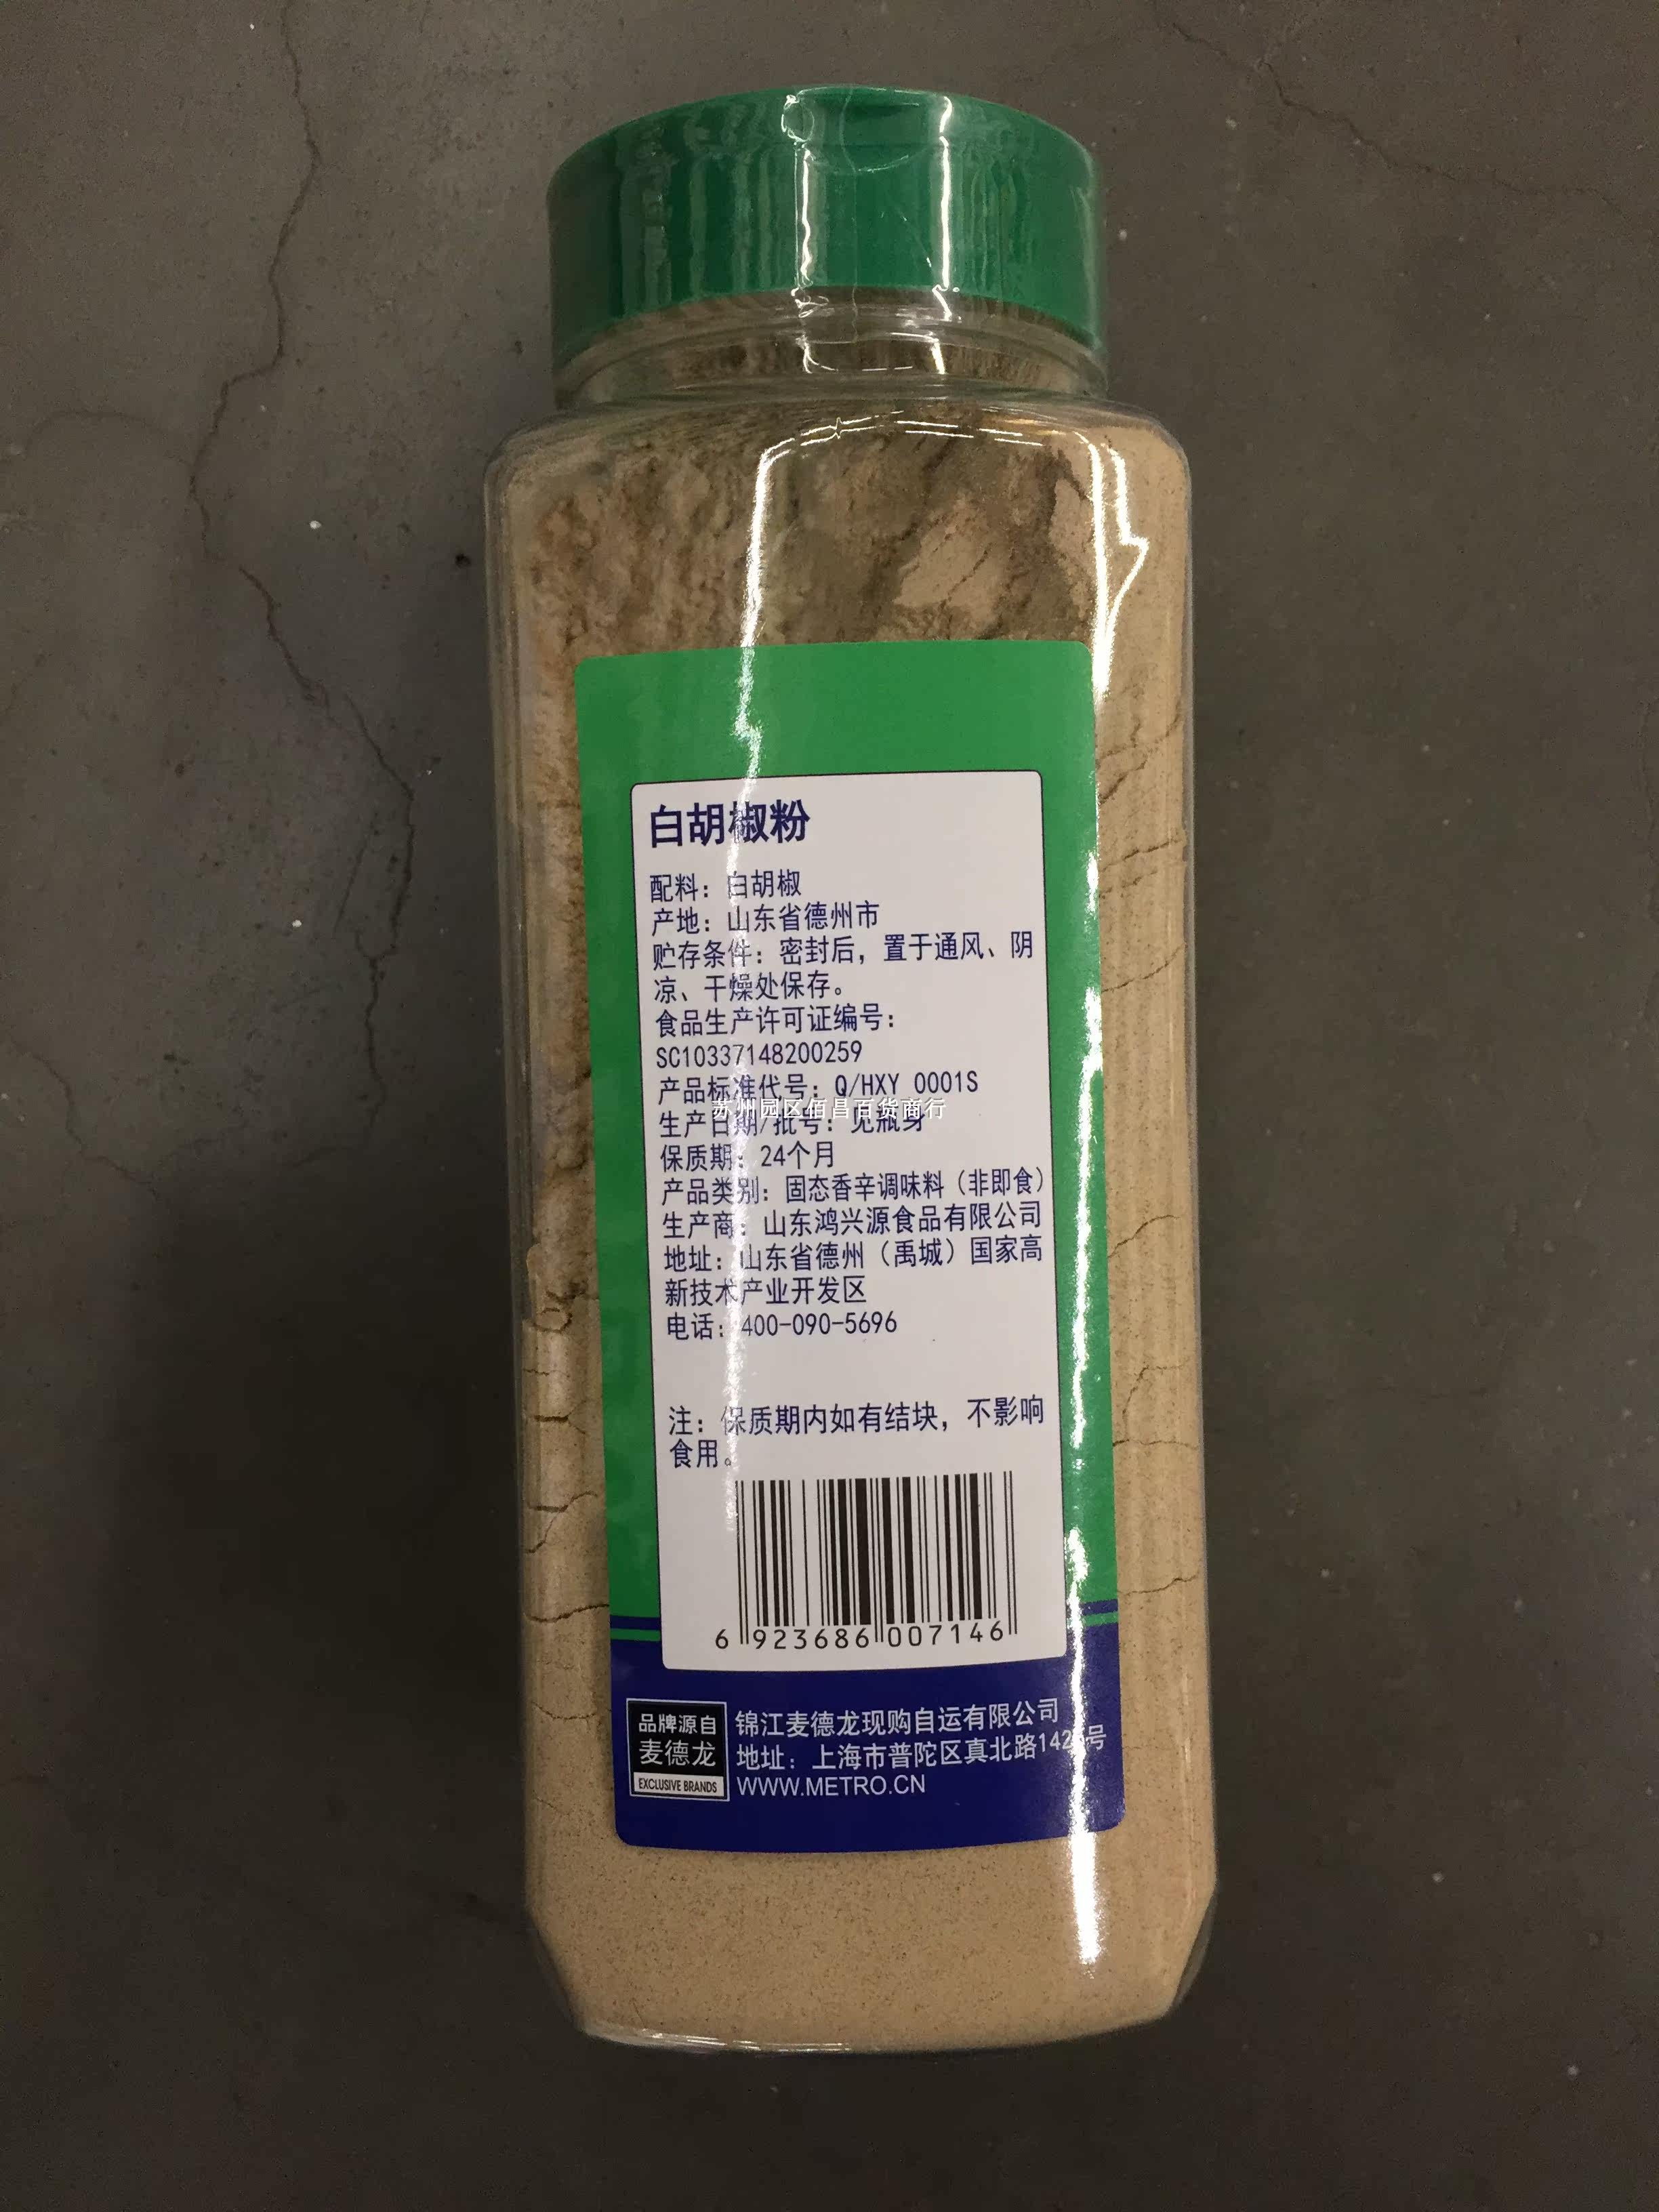 白胡椒粉
配料：白胡椒
产地：山东省德州市
贮存条件：密封后，置于通风、阴
凉、干燥处保存。
食品生产许可证编号：
SC10337148200259
产品标准代号：Q/HXY 0001S
苏州园区佰昌百货商行
生产日期/批号：见瓶身
保质期：24个月
产品类别：固态香辛调味料（非即食）
生产商：山东鸿兴源食品有限公司
地址：山东省德州（禹城）国家高
新技术产业开发区
电话：400-090-5696
注：保质期内如有结块，不影响
食用。
6 923686 007146
品牌源自
麦德龙
EXCLUSIVE BRANDS
锦江麦德龙现购自运有限公司
地址：上海市普陀区真北路号
WWW.METRO.CN